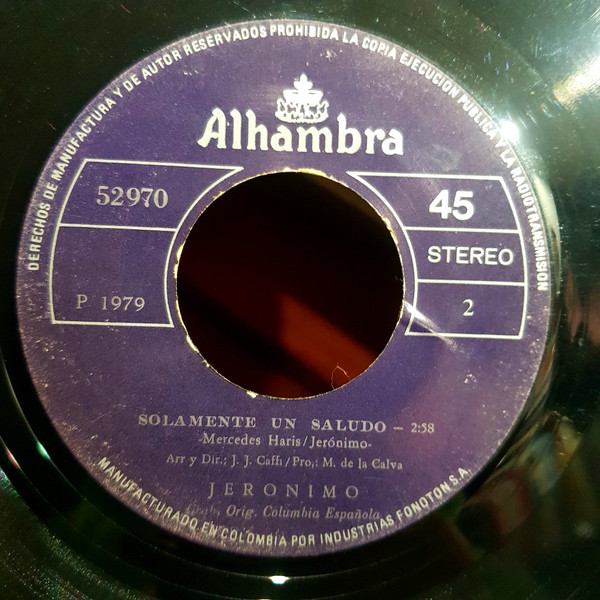 DERECHOS DE MANUFACTURA Y DE AUTOR RESERVADOS PROHIBIDA LA COPIA EJECUCION PUBLICA Y LA RADIOTRANSMISION
Alhambra
52970
45
STEREO
P 1979
2
SOLAMENTE UN SALUDO - 2:58
-Mercedes Haris/Jerónimo-
Arr y Dir.: J. J. Caffi/Pro,: M. de la Calva
JERONIMO
Grab. Orig. Columbia Española
MANUFACTURADO EN COLOMBIA POR INDUSTRIAS FONOTON S.A.